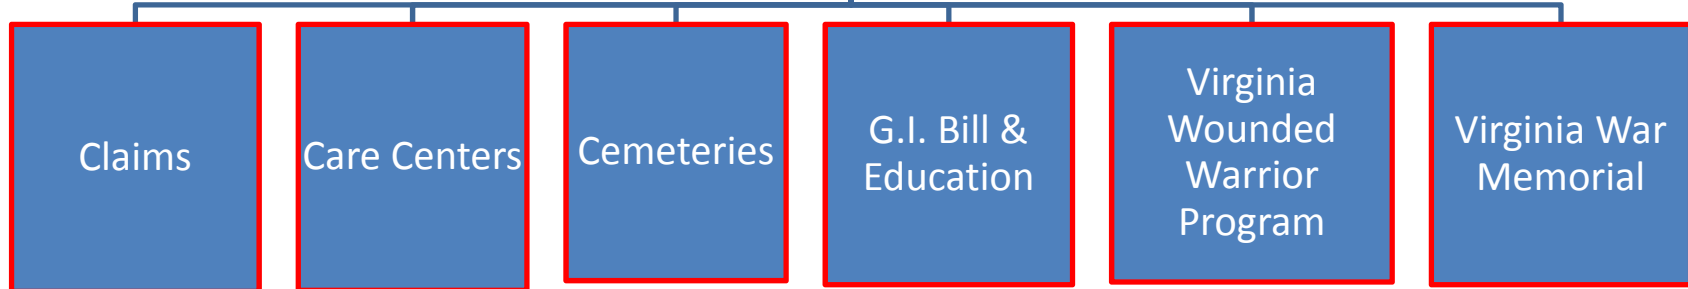 Claims
Care Centers
Cemeteries
G.I. Bill &
Education
Virginia
Wounded
Warrior
Program
Virginia War
Memorial